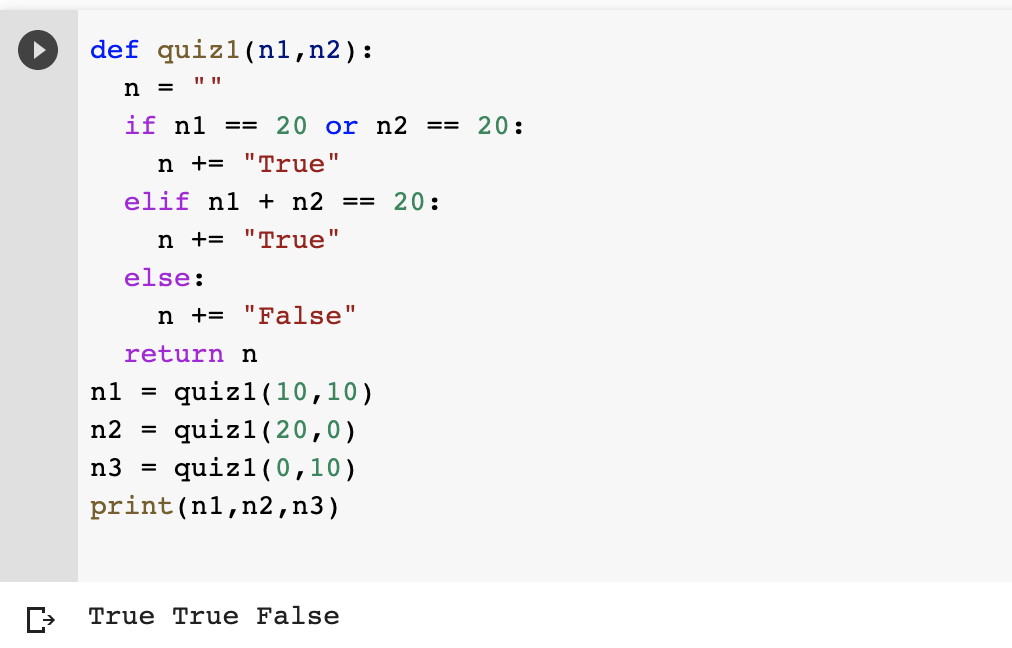 def quiz1(n1,n2):
  n = ""
  if n1 == 20 or n2 == 20:
    n += "True"
  elif n1 + n2 == 20:
    n += "True"
  else:
    n += "False"
  return n
n1 = quiz1(10,10)
n2 = quiz1(20,0)
n3 = quiz1(0,10)
print(n1,n2,n3)
True True False